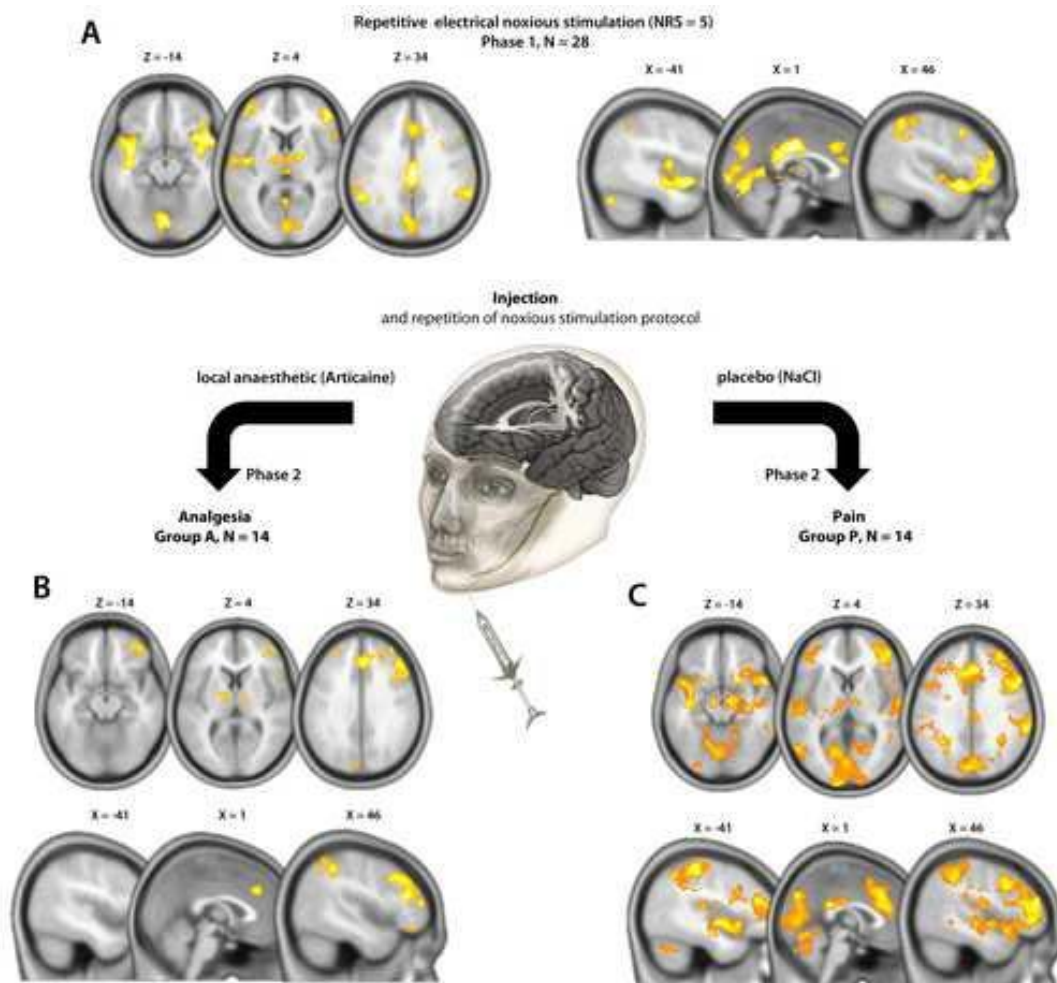 A
Repetitive electrical noxious stimulation (NRS = 5)
Phase 1, N = 28
Z = -14
Z = 4
Z = 34
X = -41
X = 1
X = 46
Injection
and repetition of noxious stimulation protocol
local anaesthetic (Articaine)
placebo (NaCl)
Phase 2
Phase 2
Analgesia
Group A, N = 14
Pain
Group P, N = 14
B
Z = -14
Z = 4
Z = 34
X = -41
X = 1
X = 46
C
Z = -14
Z = 4
Z = 34
X = -41
X = 1
X = 46